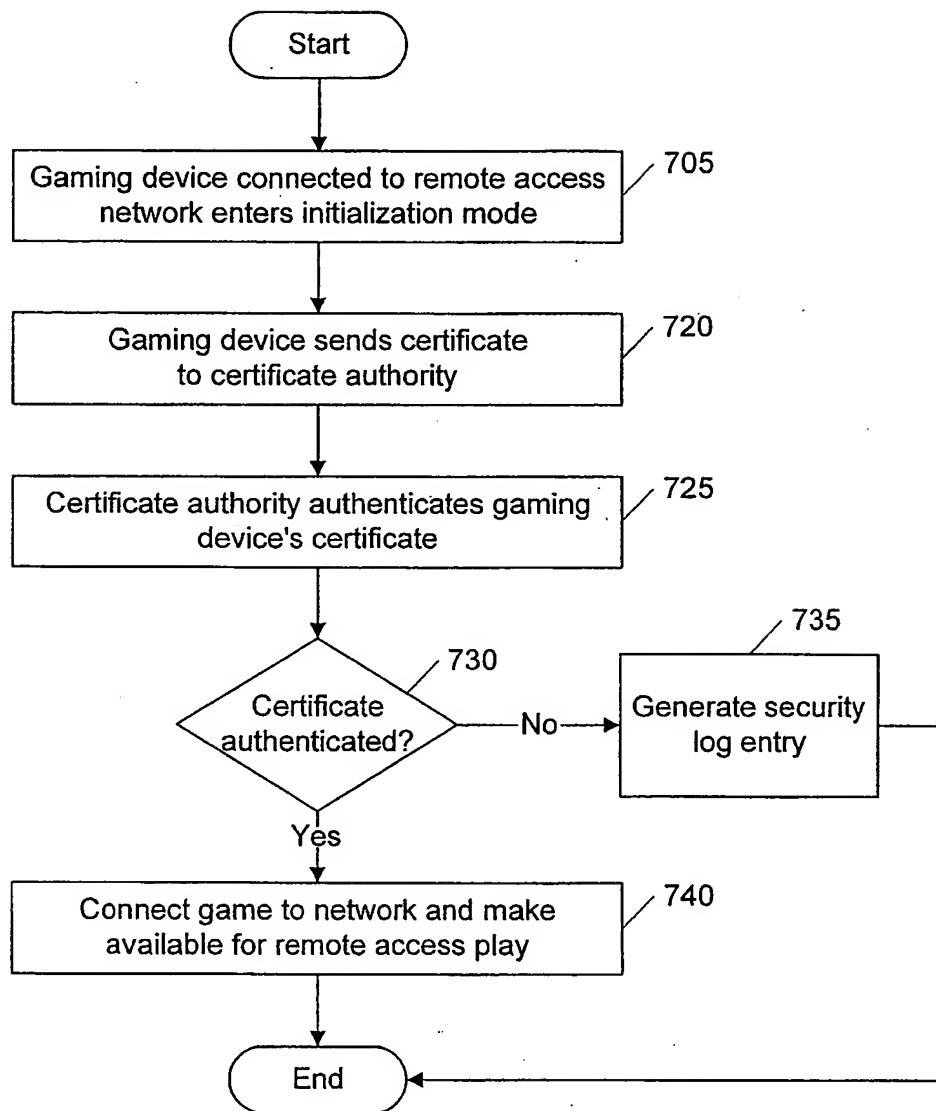 Start
Gaming device connected to remote access
network enters initialization mode
705
Gaming device sends certificate
to certificate authority
720
Certificate authority authenticates gaming
device's certificate
725
Certificate
authenticated?
730
No
Generate security
log entry
735
Yes
Connect game to network and make
available for remote access play
740
End